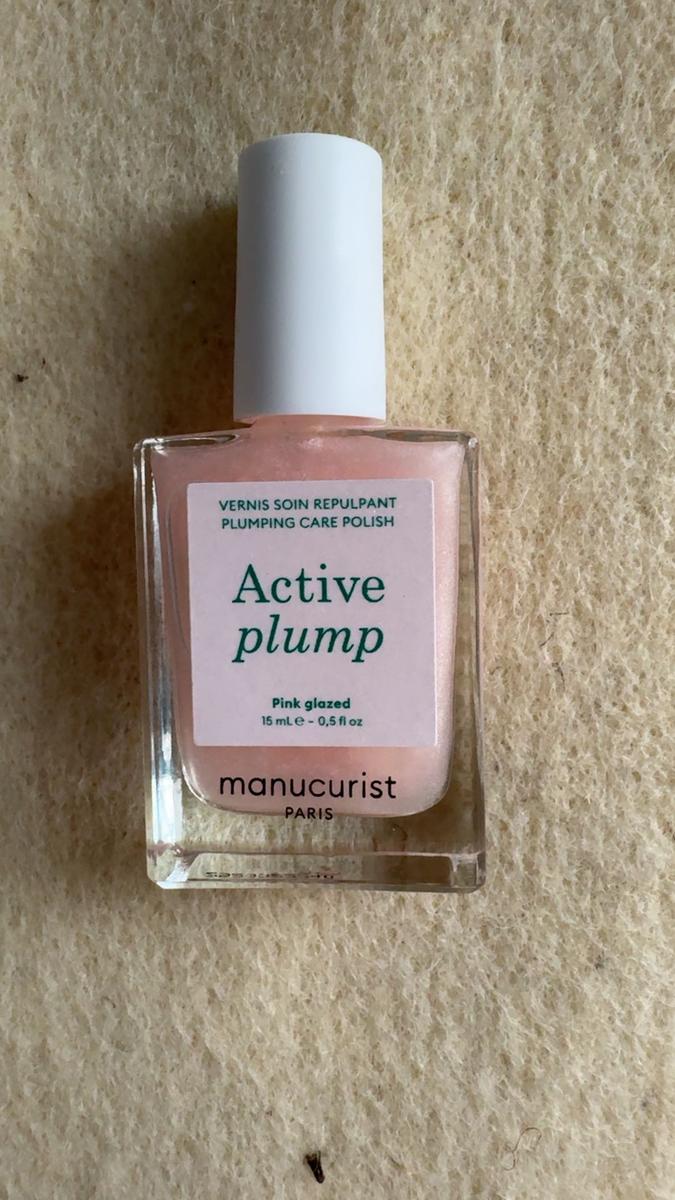 VERNIS SOIN REPULPANT
PLUMPING CARE POLISH
Active
plump
Pink glazed
15 mL ℮ - 0,5 fl oz
manucurist
PARIS